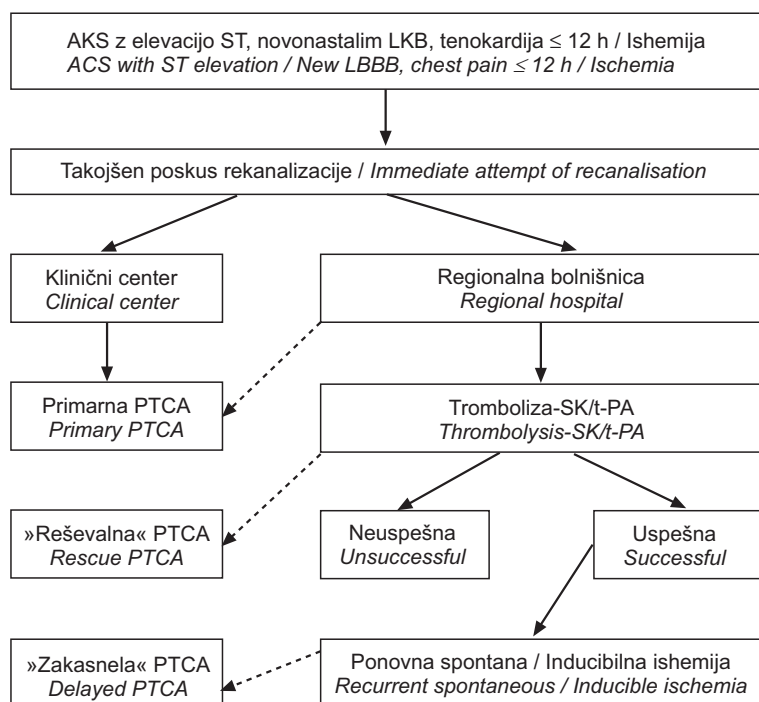 AKS z elevacijo ST, novonastalim LKB, tenokardija ≤ 12 h / Ishemija
ACS with ST elevation / New LBBB, chest pain ≤ 12 h / Ischemia
Takojšen poskus rekanalizacije / Immediate attempt of recanalisation
Klinični center
Clinical center
Regionalna bolnišnica
Regional hospital
Primarna PTCA
Primary PTCA
Tromboliza-SK/t-PA
Thrombolysis-SK/t-PA
»Reševalna« PTCA
Rescue PTCA
Neuspešna
Unsuccessful
Uspešna
Successful
»Zakasnela« PTCA
Delayed PTCA
Ponovna spontana / Inducibilna ishemija
Recurrent spontaneous / Inducible ischemia